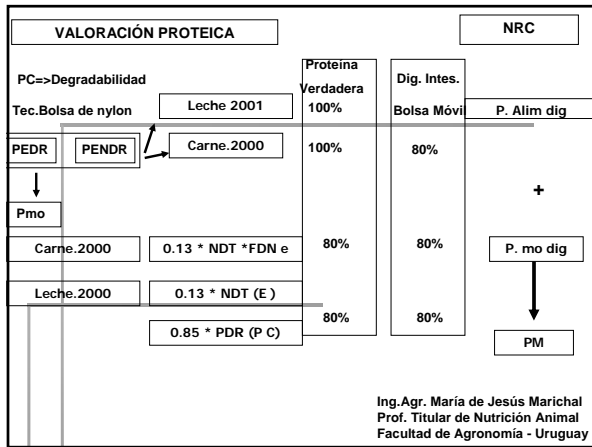 VALORACIÓN PROTEICA
NRC
PC=>Degradabilidad
Tec.Bolsa de nylon
Proteína
Verdadera
Dig. Intes.
Bolsa Móvil
Leche 2001
100%
P. Alim dig
PEDR
PENDR
Carne.2000
100%
80%
+
Pmo
Carne.2000
0.13 * NDT *FDN e
80%
80%
P. mo dig
Leche.2000
0.13 * NDT (E )
0.85 * PDR (P C)
80%
80%
PM
Ing.Agr. María de Jesús Marichal
Prof. Titular de Nutrición Animal
Facultad de Agronomía - Uruguay